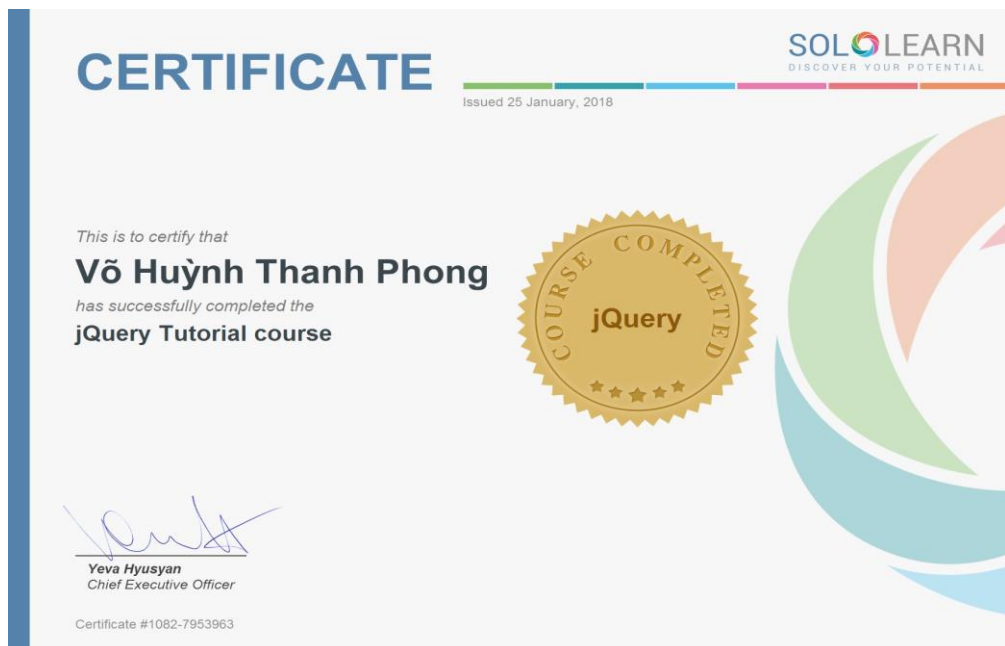 CERTIFICATE
SOLOLEARN
DISCOVER YOUR POTENTIAL
Issued 25 January, 2018
This is to certify that
Võ Huỳnh Thanh Phong
has successfully completed the
jQuery Tutorial course
COURSE COMPLETED
jQuery
Yeva Hyusyan
Chief Executive Officer
Certificate #1082-7953963